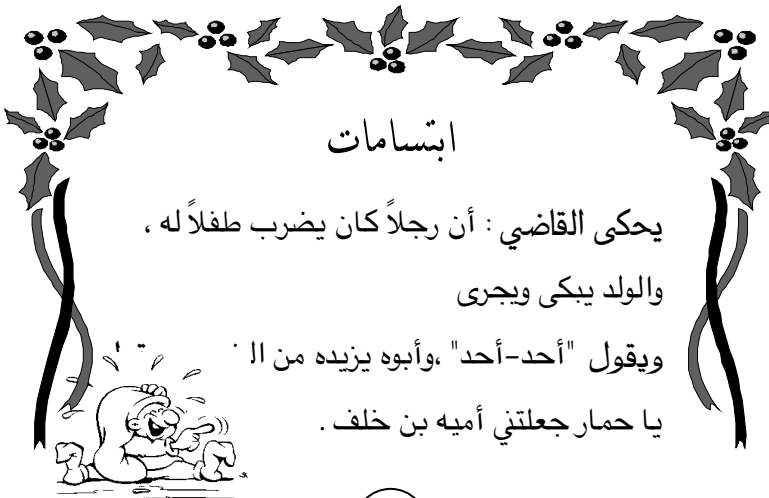 ابتسامات
يحكى القاضي : أن رجلاً كان يضرب طفلاً له ،
والولد يبكى ويجرى
ويقول "أحد-أحد" ،وأبوه يزيده من
يا حمار جعلتني أميه بن خلف .